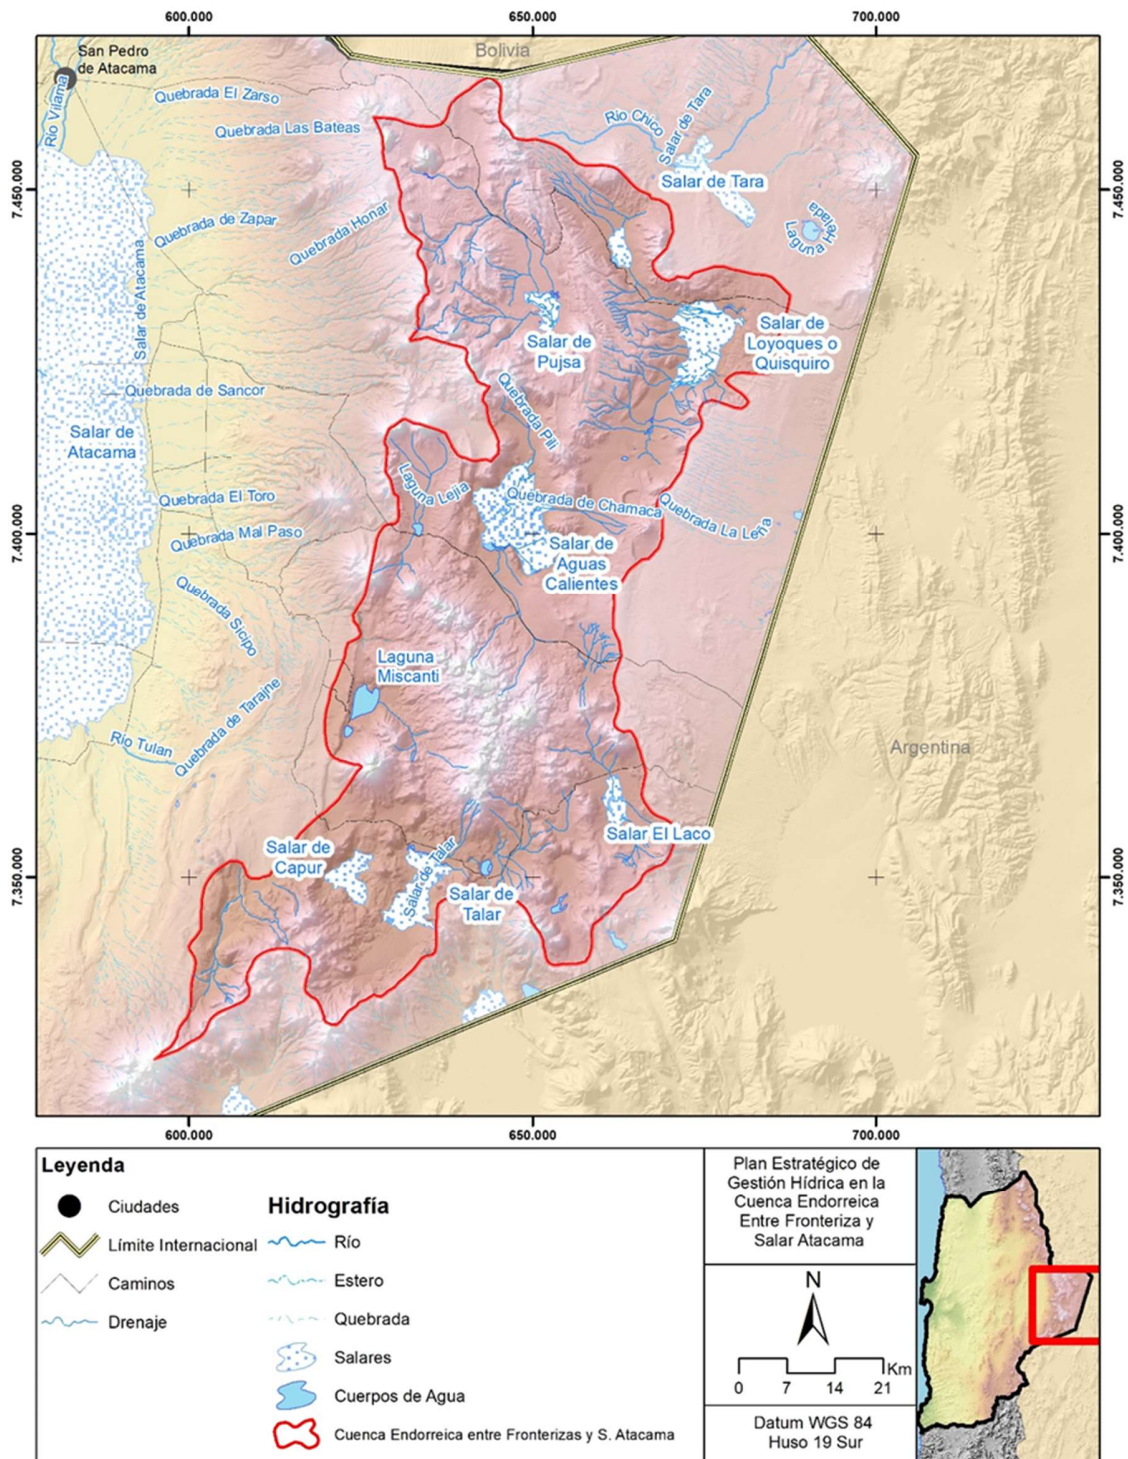 600.000
650.000
700.000
Bolivia
San Pedro
de Atacama
Río Vilama
Quebrada El Zarso
Quebrada Las Bateas
Rio Chico
Salar de Tara
Salar de Tara
7.450.000
7.450.000
Quebrada de Zapar
Quebrada Honar
Laguna Helada
Salar de Atacama
Salar de
Pujsa
Salar de
Loyoques o
Quisquiro
Quebrada de Sancor
Quebrada Pili
Salar de
Atacama
Laguna Lejía
Quebrada El Toro
Quebrada de Chamaca
Quebrada La Leña
Quebrada Mal Paso
7.400.000
7.400.000
Salar de
Aguas
Calientes
Quebrada Sicipo
Laguna
Miscanti
Quebrada de Tarajne
Río Tulan
Argentina
Salar El Laco
Salar de
Capur
Salar de Talar
Salar de
Talar
7.350.000
7.350.000
600.000
650.000
700.000
Leyenda
Ciudades
Límite Internacional
Caminos
Drenaje
Hidrografía
Río
Estero
Quebrada
Salares
Cuerpos de Agua
Cuenca Endorreica entre Fronterizas y S. Atacama
Plan Estratégico de
Gestión Hídrica en la
Cuenca Endorreica
Entre Fronteriza y
Salar Atacama
N
Km
0 7 14 21
Datum WGS 84
Huso 19 Sur